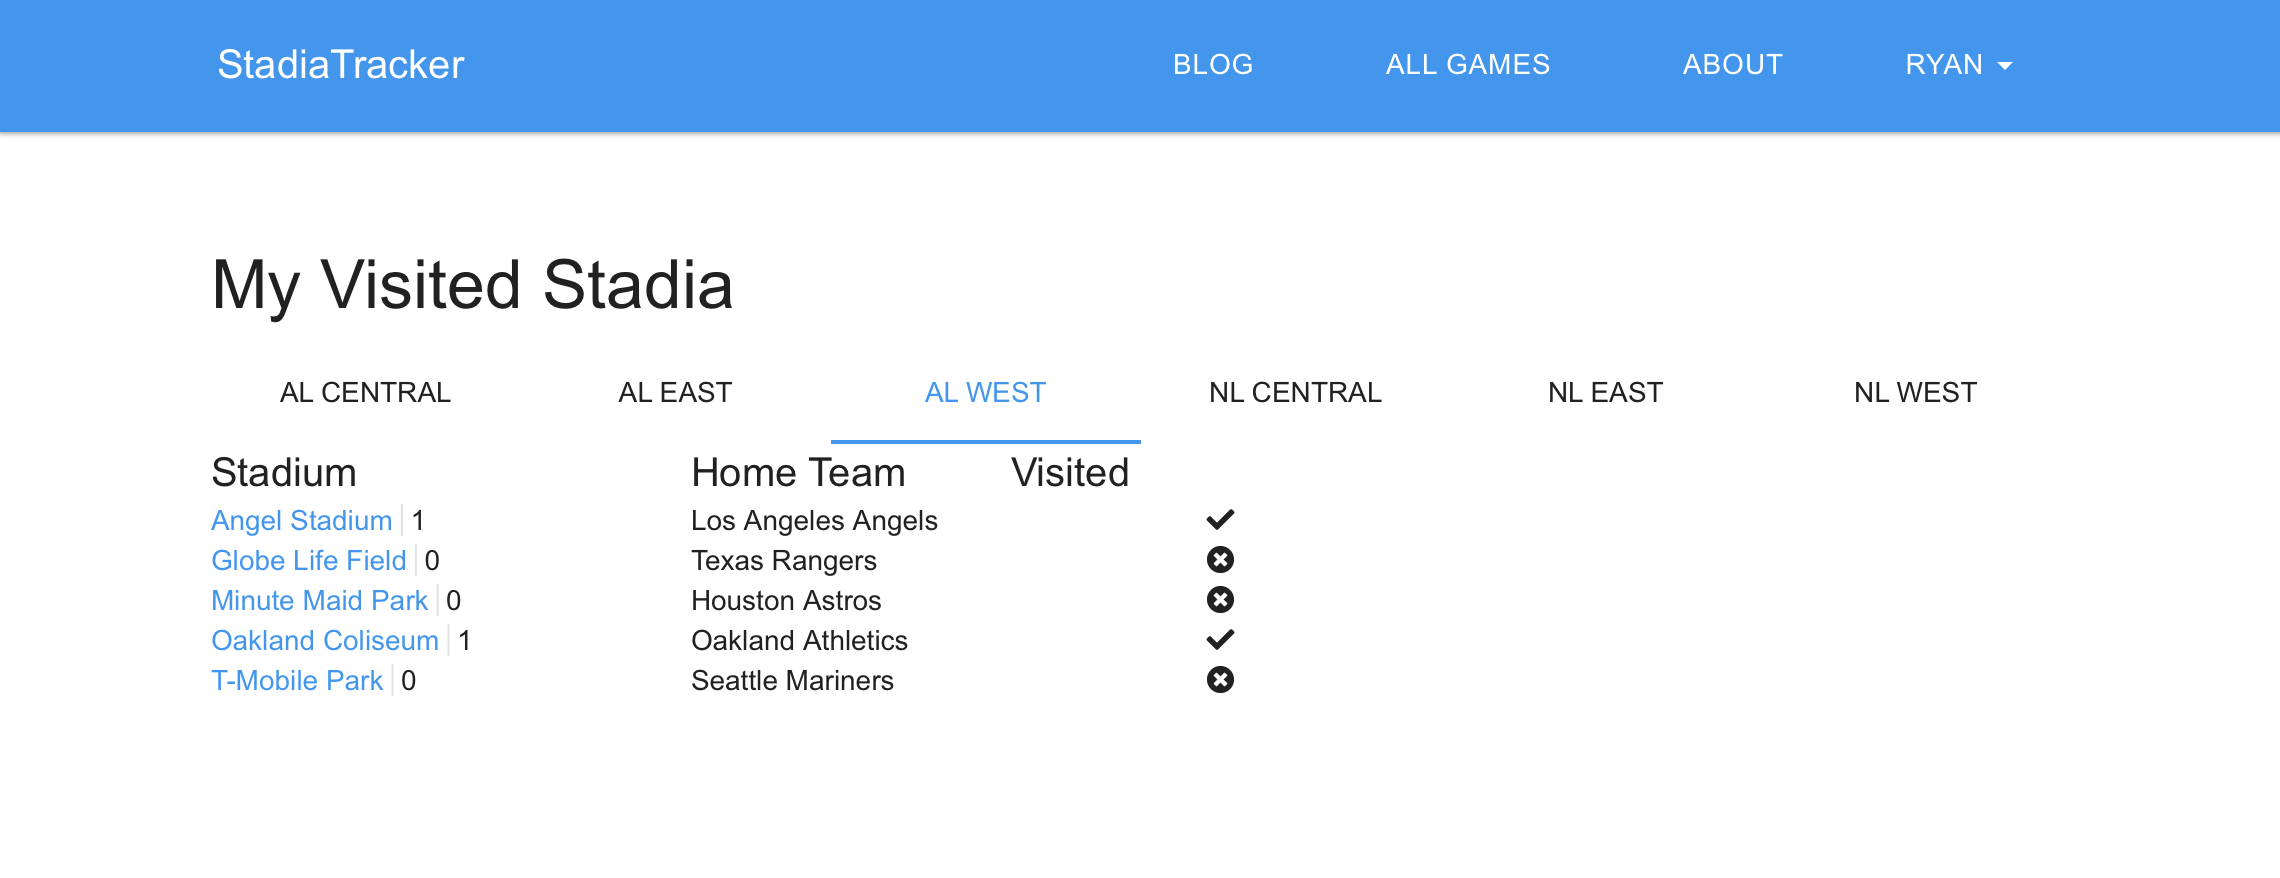 StadiaTracker BLOG ALL GAMES ABOUT RYAN
My Visited Stadia
AL CENTRAL AL EAST AL WEST NL CENTRAL NL EAST NL WEST
Stadium Home Team Visited
Angel Stadium 1 Los Angeles Angels
Globe Life Field 0 Texas Rangers
Minute Maid Park 0 Houston Astros
Oakland Coliseum 1 Oakland Athletics
T-Mobile Park 0 Seattle Mariners